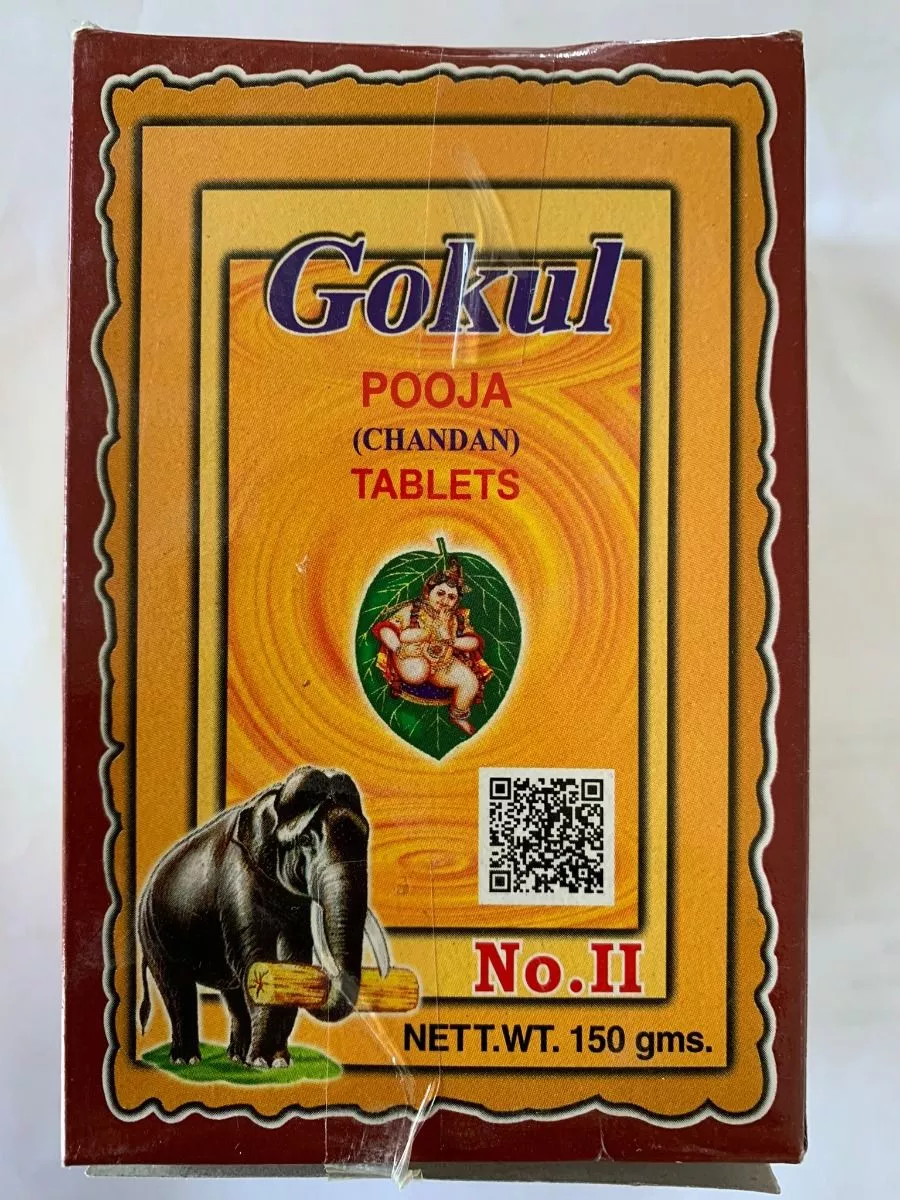 Gokul
POOJA
(CHANDAN)
TABLETS
No.II
NETT.WT. 150 gms.